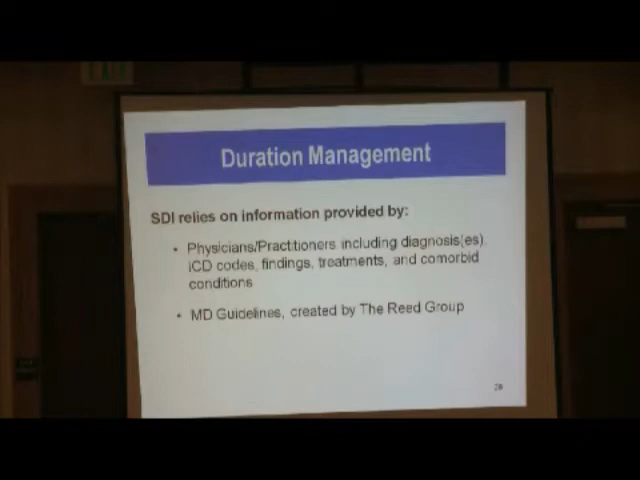 Duration Management
SDI relies on information provided by:
• Physicians/Practitioners including diagnosis(es),
ICD codes, findings, treatments, and comorbid
conditions
• MD Guidelines, created by The Reed Group